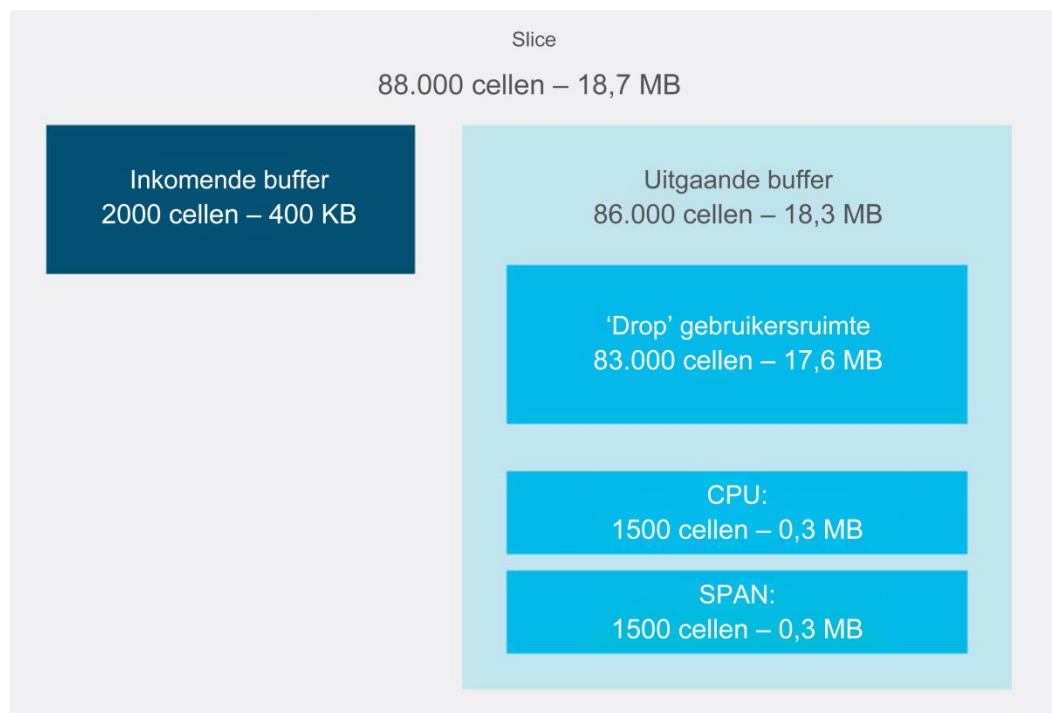 Slice
88.000 cellen – 18,7 MB
Inkomende buffer
2000 cellen – 400 KB
Uitgaande buffer
86.000 cellen – 18,3 MB
‘Drop’ gebruikersruimte
83.000 cellen – 17,6 MB
CPU:
1500 cellen – 0,3 MB
SPAN:
1500 cellen – 0,3 MB